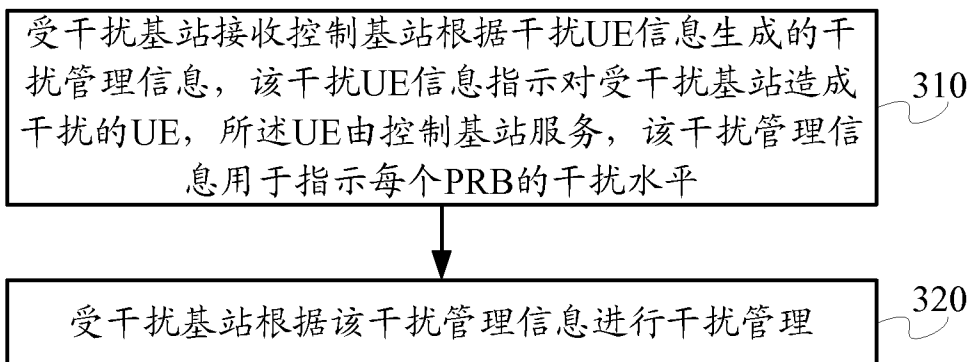 受干扰基站接收控制基站根据干扰UE信息生成的干
扰管理信息，该干扰UE信息指示对受干扰基站造成
干扰的UE，所述UE由控制基站服务，该干扰管理信
息用于指示每个PRB的干扰水平
310
受干扰基站根据该干扰管理信息进行干扰管理
320